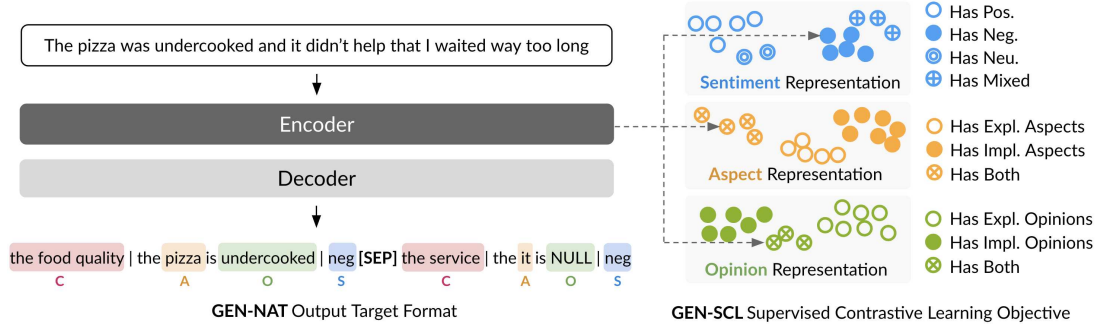 The pizza was undercooked and it didn't help that I waited way too long
Encoder
Decoder
the food quality | the pizza is undercooked | neg [SEP] the service | the it is NULL | neg
C A O S C A O S
GEN-NAT Output Target Format
Sentiment Representation
Has Pos.
Has Neg.
Has Neu.
Has Mixed
Aspect Representation
Has Expl. Aspects
Has Impl. Aspects
Has Both
Opinion Representation
Has Expl. Opinions
Has Impl. Opinions
Has Both
GEN-SCL Supervised Contrastive Learning Objective